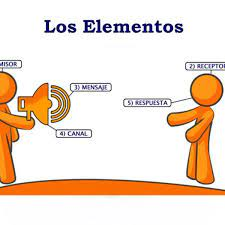 Los Elementos
MISOR
2) RECEPTOR
3) MENSAJE
5) RESPUESTA
4) CANAL